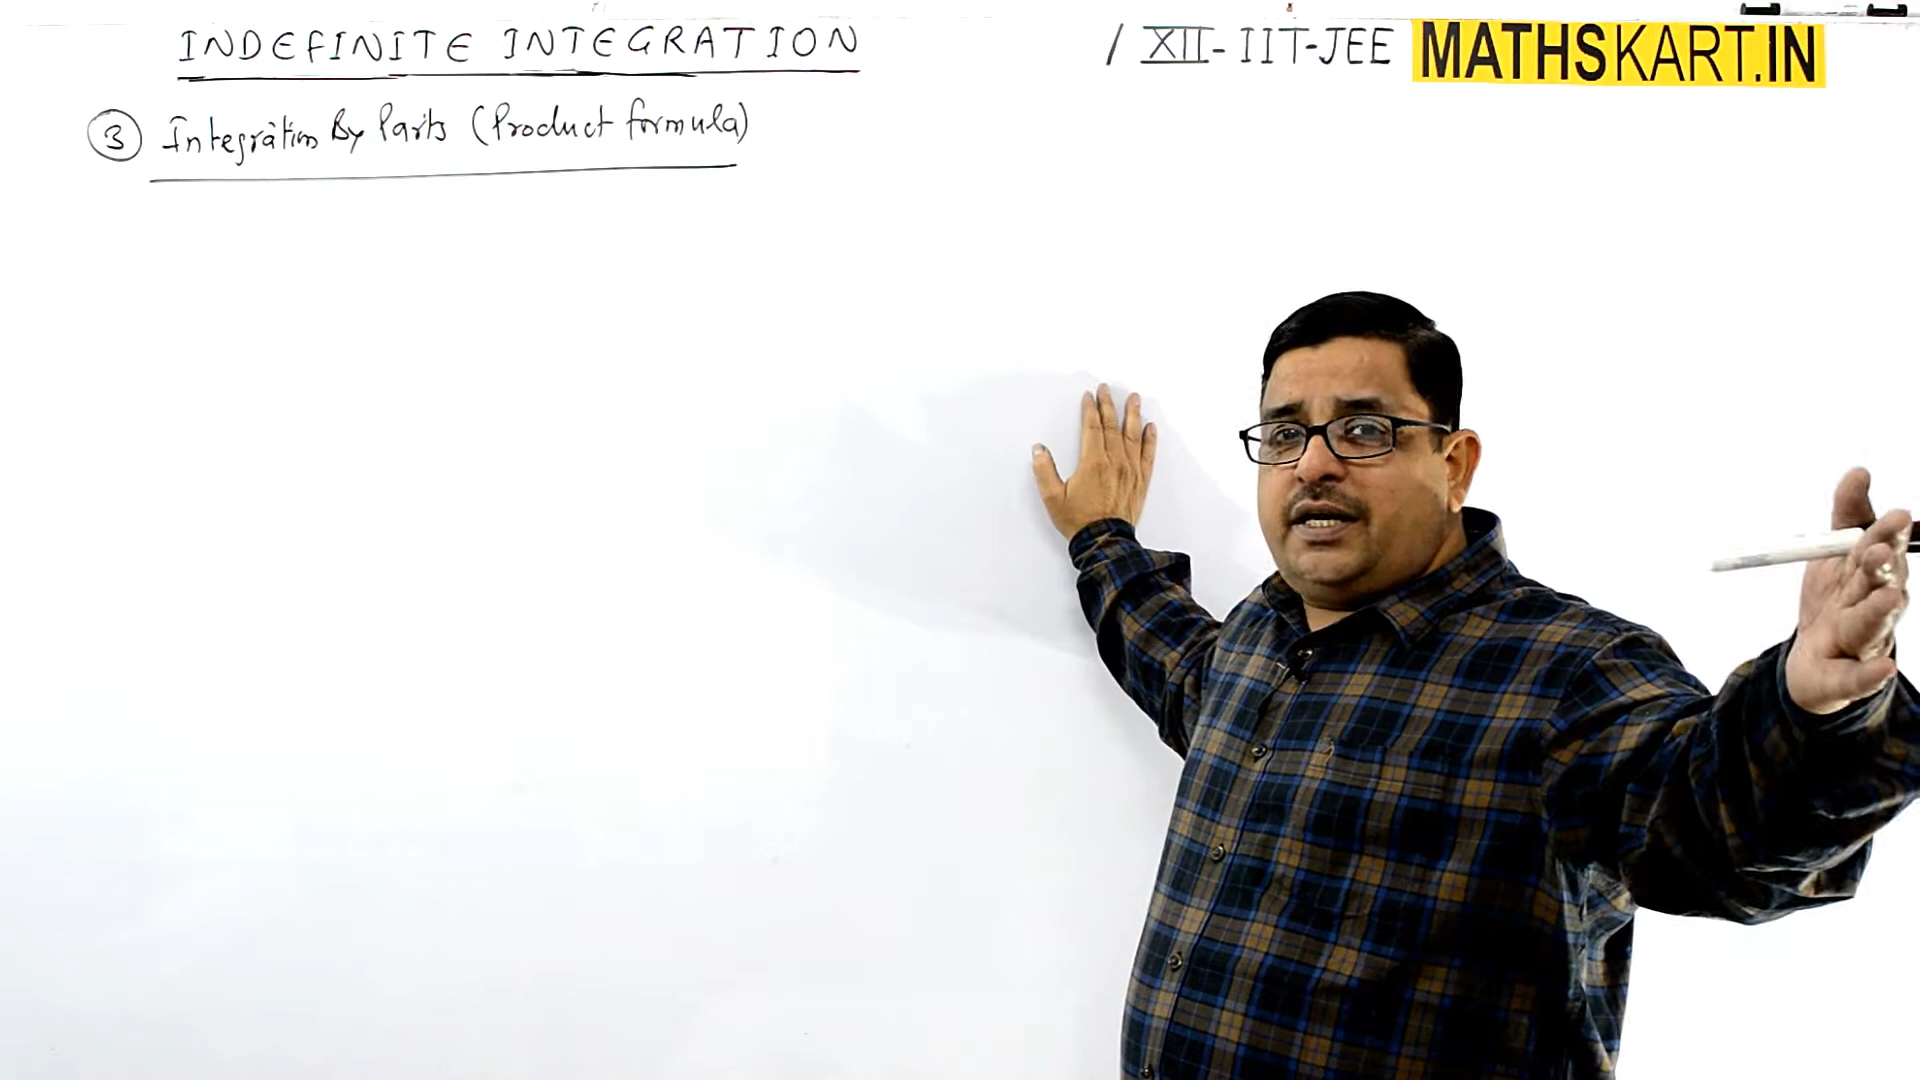 INDEFINITE INTEGRATION / XII-IIT-JEE MATHSKART.IN
3 Integration By Parts (Product formula)